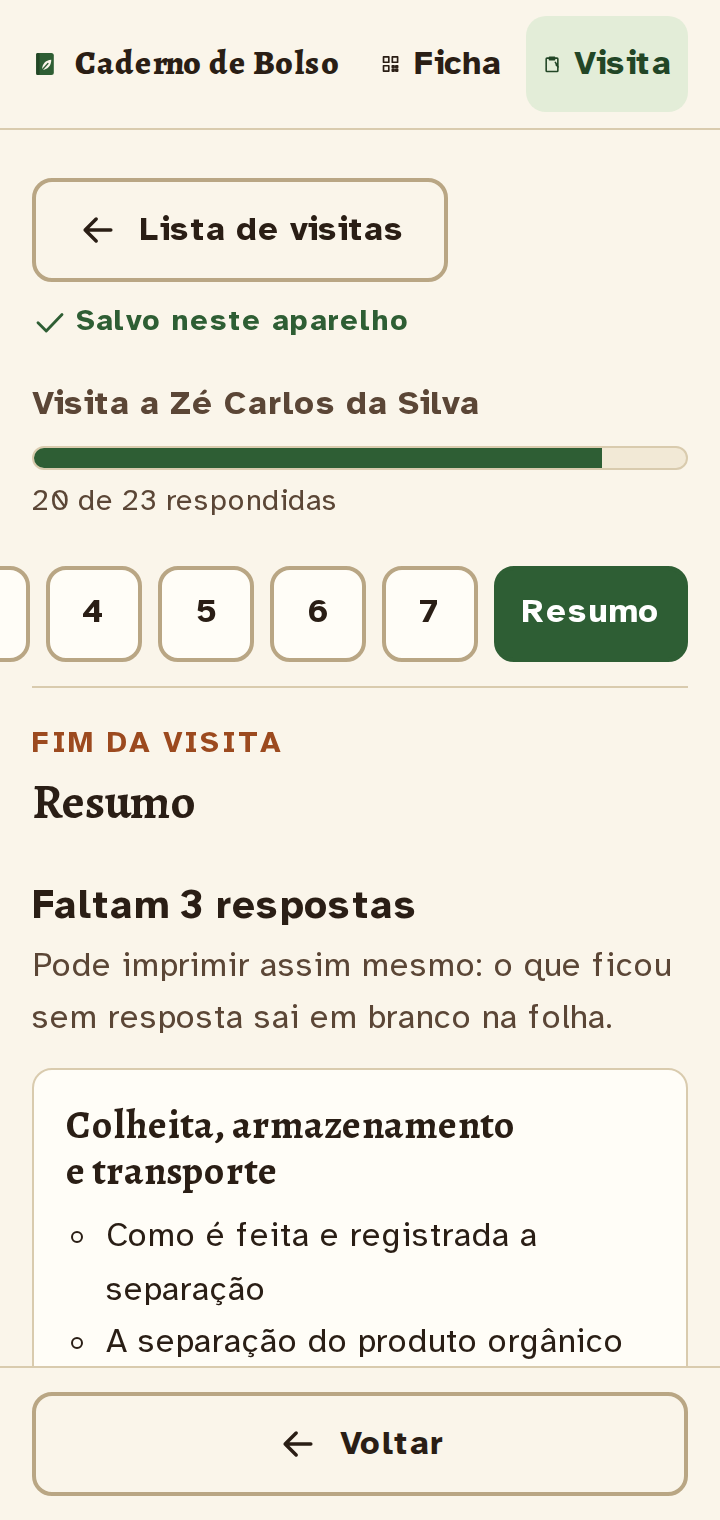 Caderno de Bolso Ficha Visita
Lista de visitas
Salvo neste aparelho
Visita a Zé Carlos da Silva
20 de 23 respondidas
4 5 6 7 Resumo
FIM DA VISITA
Resumo
Faltam 3 respostas
Pode imprimir assim mesmo: o que ficou
sem resposta sai em branco na folha.
Colheita, armazenamento
e transporte
Como é feita e registrada a
separação
A separação do produto orgânico
Voltar